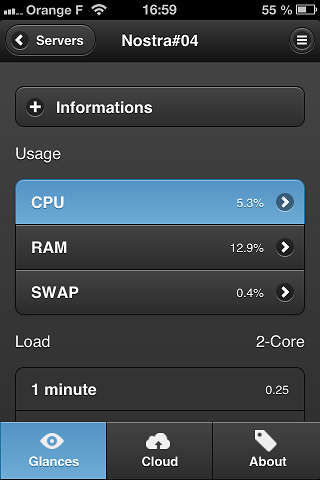 Orange F 16:59 55 %
Servers Nostra#04
Informations
Usage
CPU 5.3%
RAM 12.9%
SWAP 0.4%
Load 2-Core
1 minute 0.25
Glances Cloud About